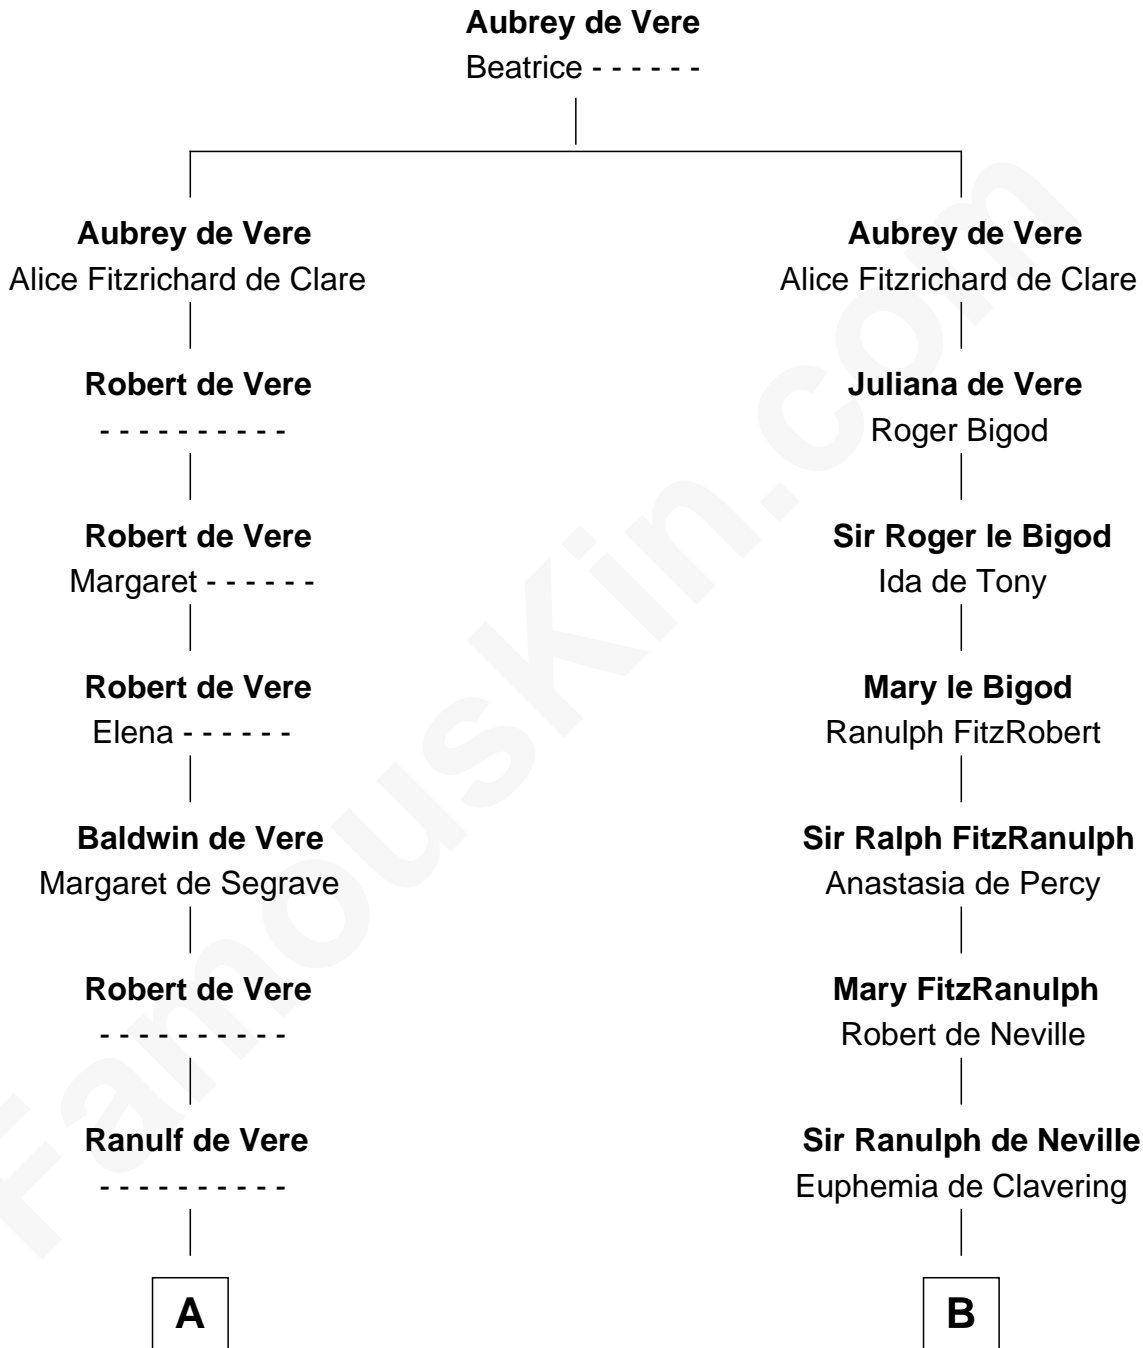 Aubrey de Vere
Beatrice - - - - - -
Aubrey de Vere
Alice Fitzrichard de Clare
Robert de Vere
- - - - - - - - - -
Robert de Vere
Margaret - - - - - -
Robert de Vere
Elena - - - - - -
Baldwin de Vere
Margaret de Segrave
Robert de Vere
- - - - - - - - - -
Ranulf de Vere
- - - - - - - - - -
A
Aubrey de Vere
Alice Fitzrichard de Clare
Juliana de Vere
Roger Bigod
Sir Roger le Bigod
Ida de Tony
Mary le Bigod
Ranulph FitzRobert
Sir Ralph FitzRanulph
Anastasia de Percy
Mary FitzRanulph
Robert de Neville
Sir Ranulph de Neville
Euphemia de Clavering
B
FamousKin.com